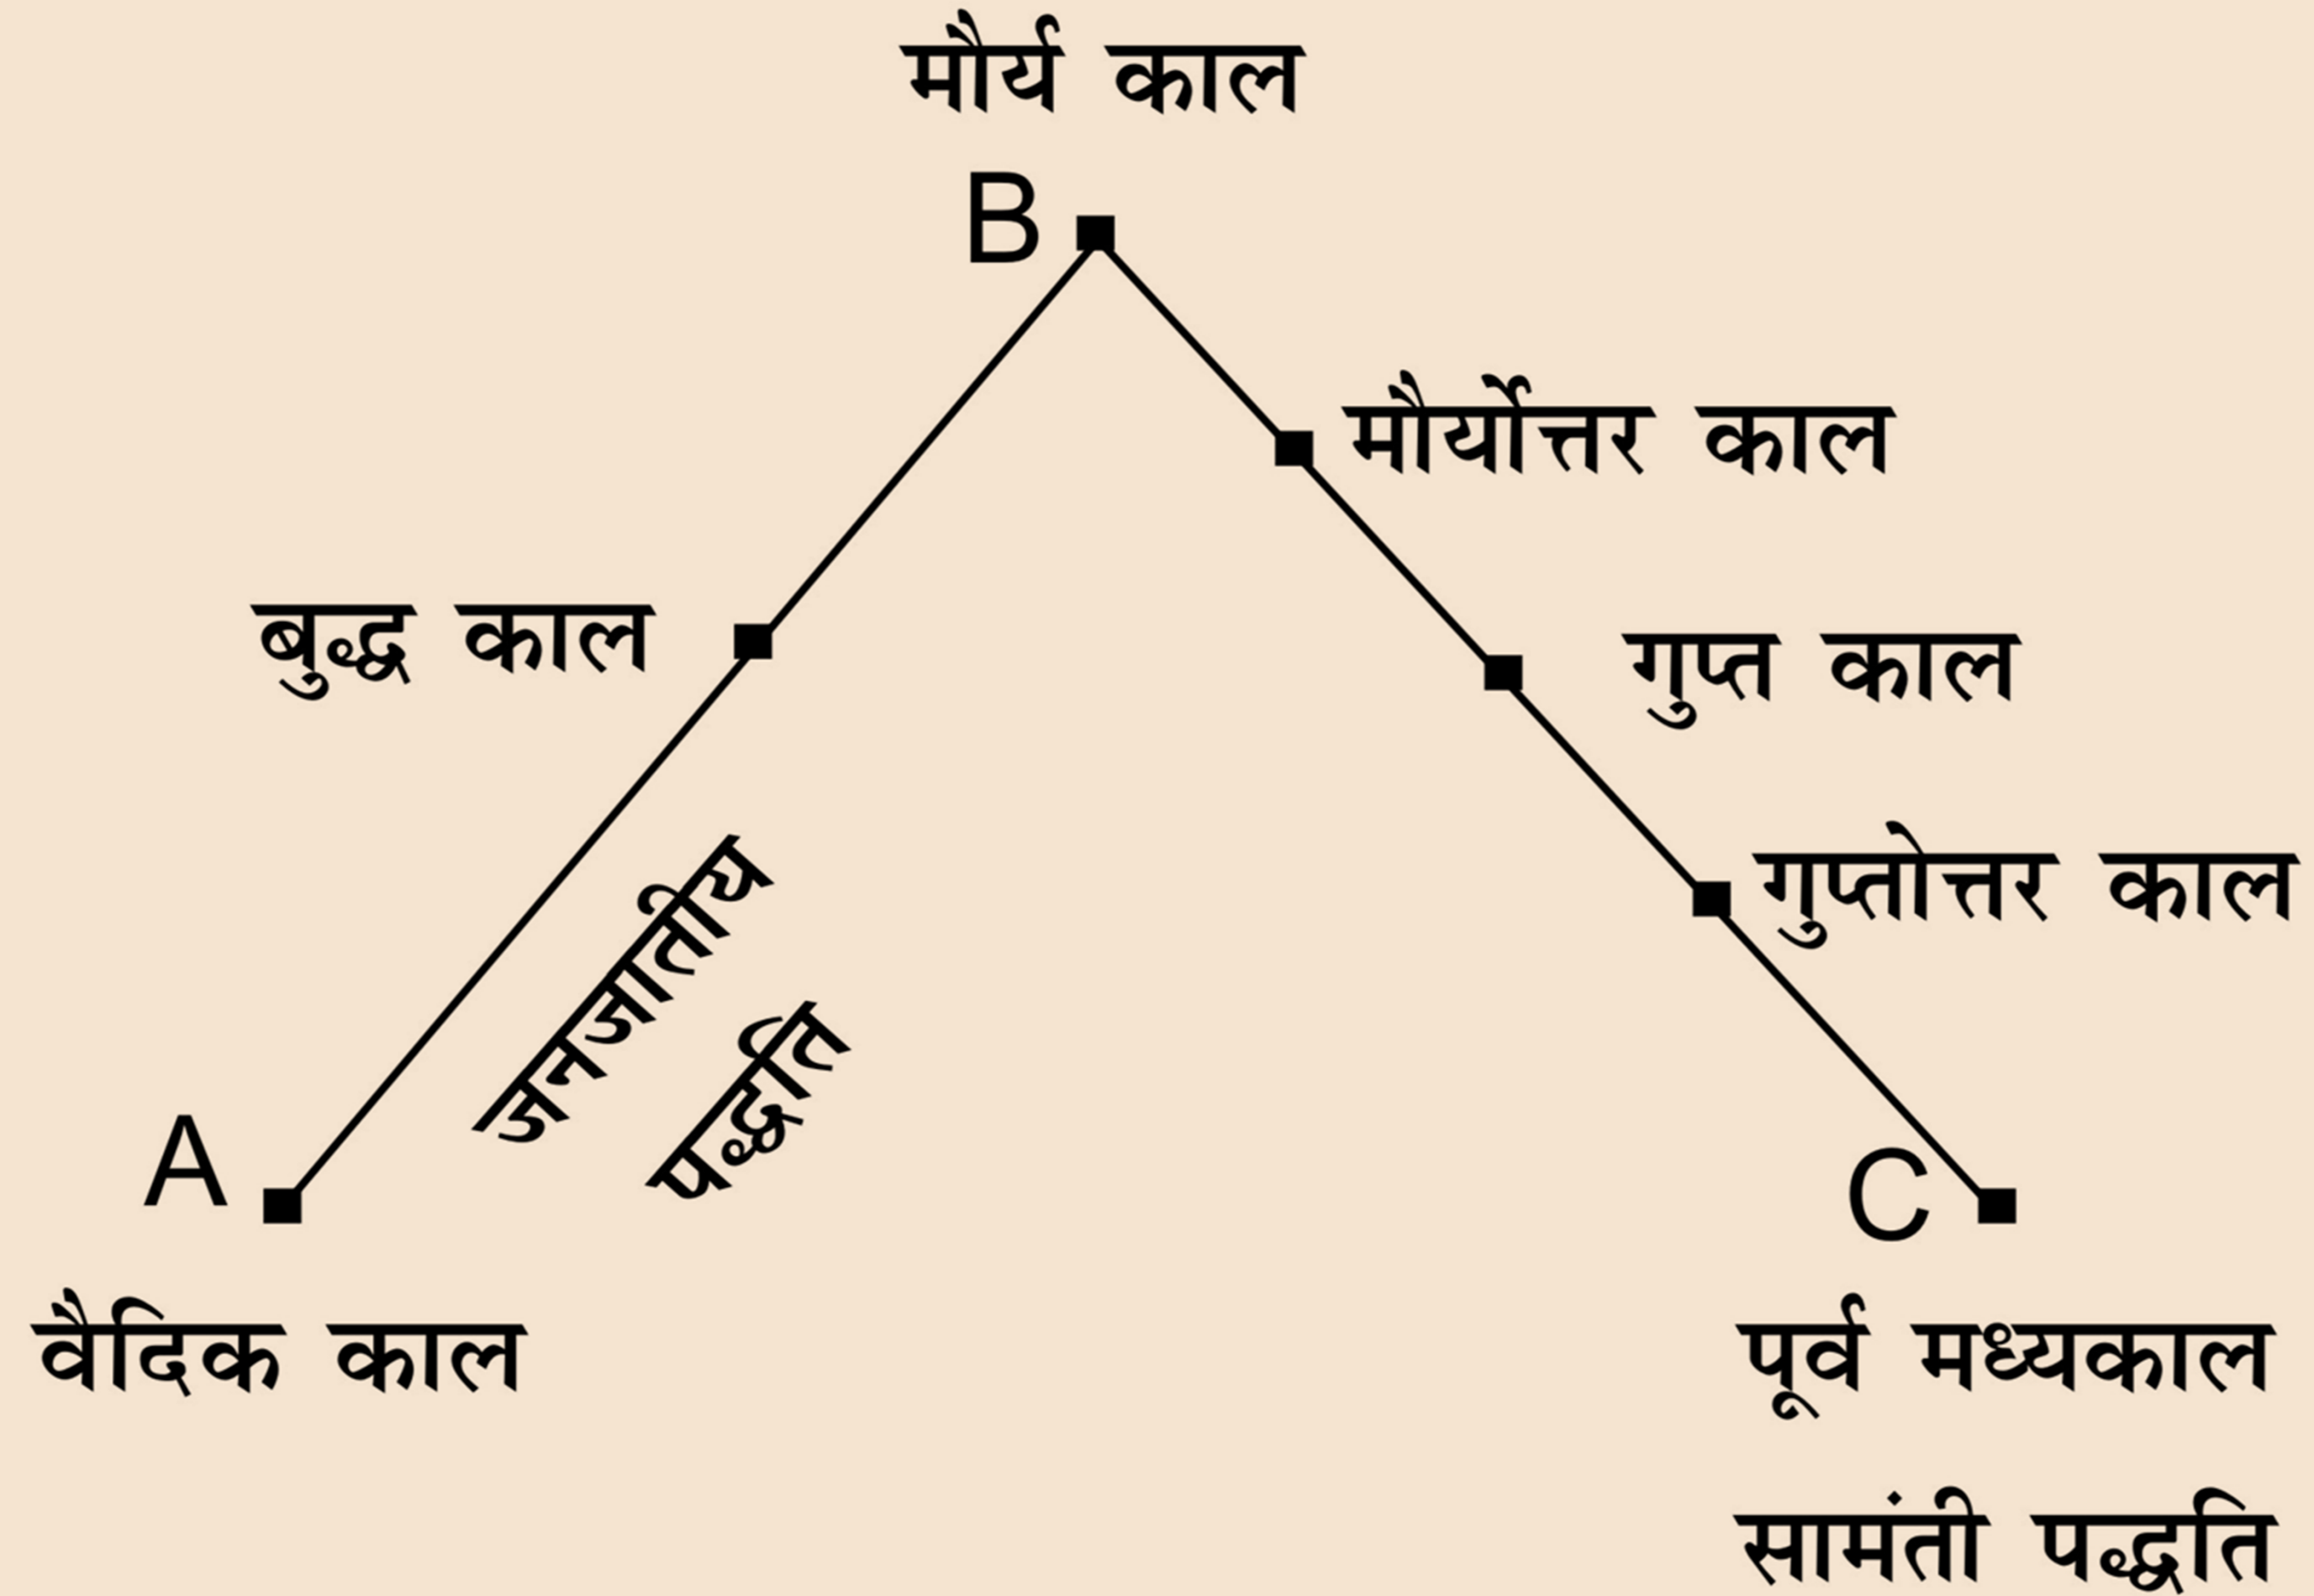 मौर्य काल
B
मौर्योत्तर काल
बुद्ध काल
गुप्त काल
गुप्तोत्तर काल
जनजातीय
पद्धति
A
C
वैदिक काल
पूर्व मध्यकाल
सामंती पद्धति